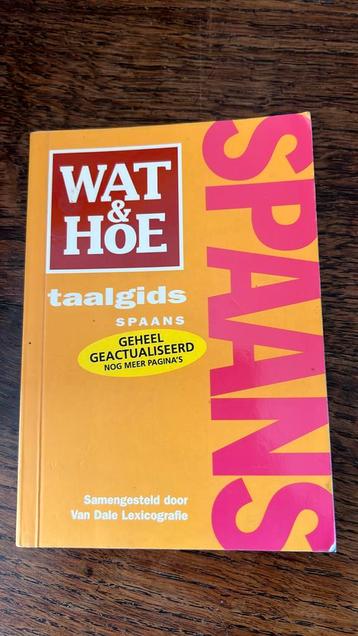 WAT
&
HOE
taalgids
SPAANS
GEHEEL
GEACTUALISEERD
NOG MEER PAGINA'S
Samengesteld door
Van Dale Lexicografie
SPAANS